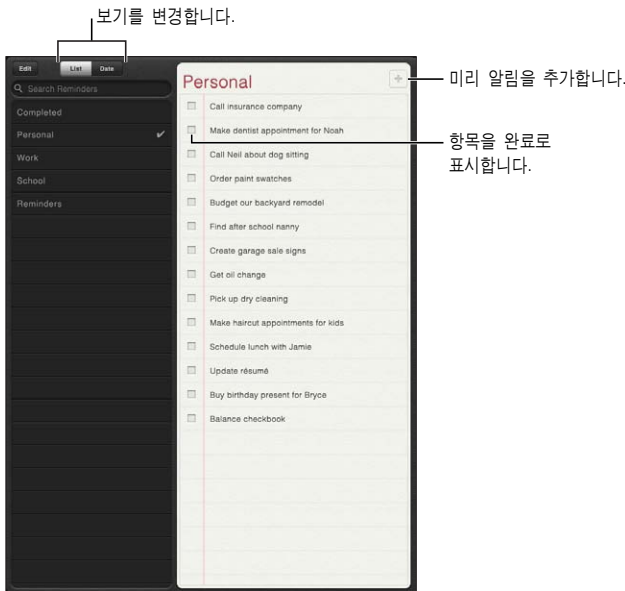 보기를 변경합니다.
Edit List Date
Search Reminders
Completed
Personal ✔
Work
School
Reminders
Personal +
Call insurance company
Make dentist appointment for Noah
Call Neil about dog sitting
Order paint swatches
Budget our backyard remodel
Find after school nanny
Create garage sale signs
Get oil change
Pick up dry cleaning
Make haircut appointments for kids
Schedule lunch with Jamie
Update résumé
Buy birthday present for Bryce
Balance checkbook
미리 알림을 추가합니다.
항목을 완료로
표시합니다.